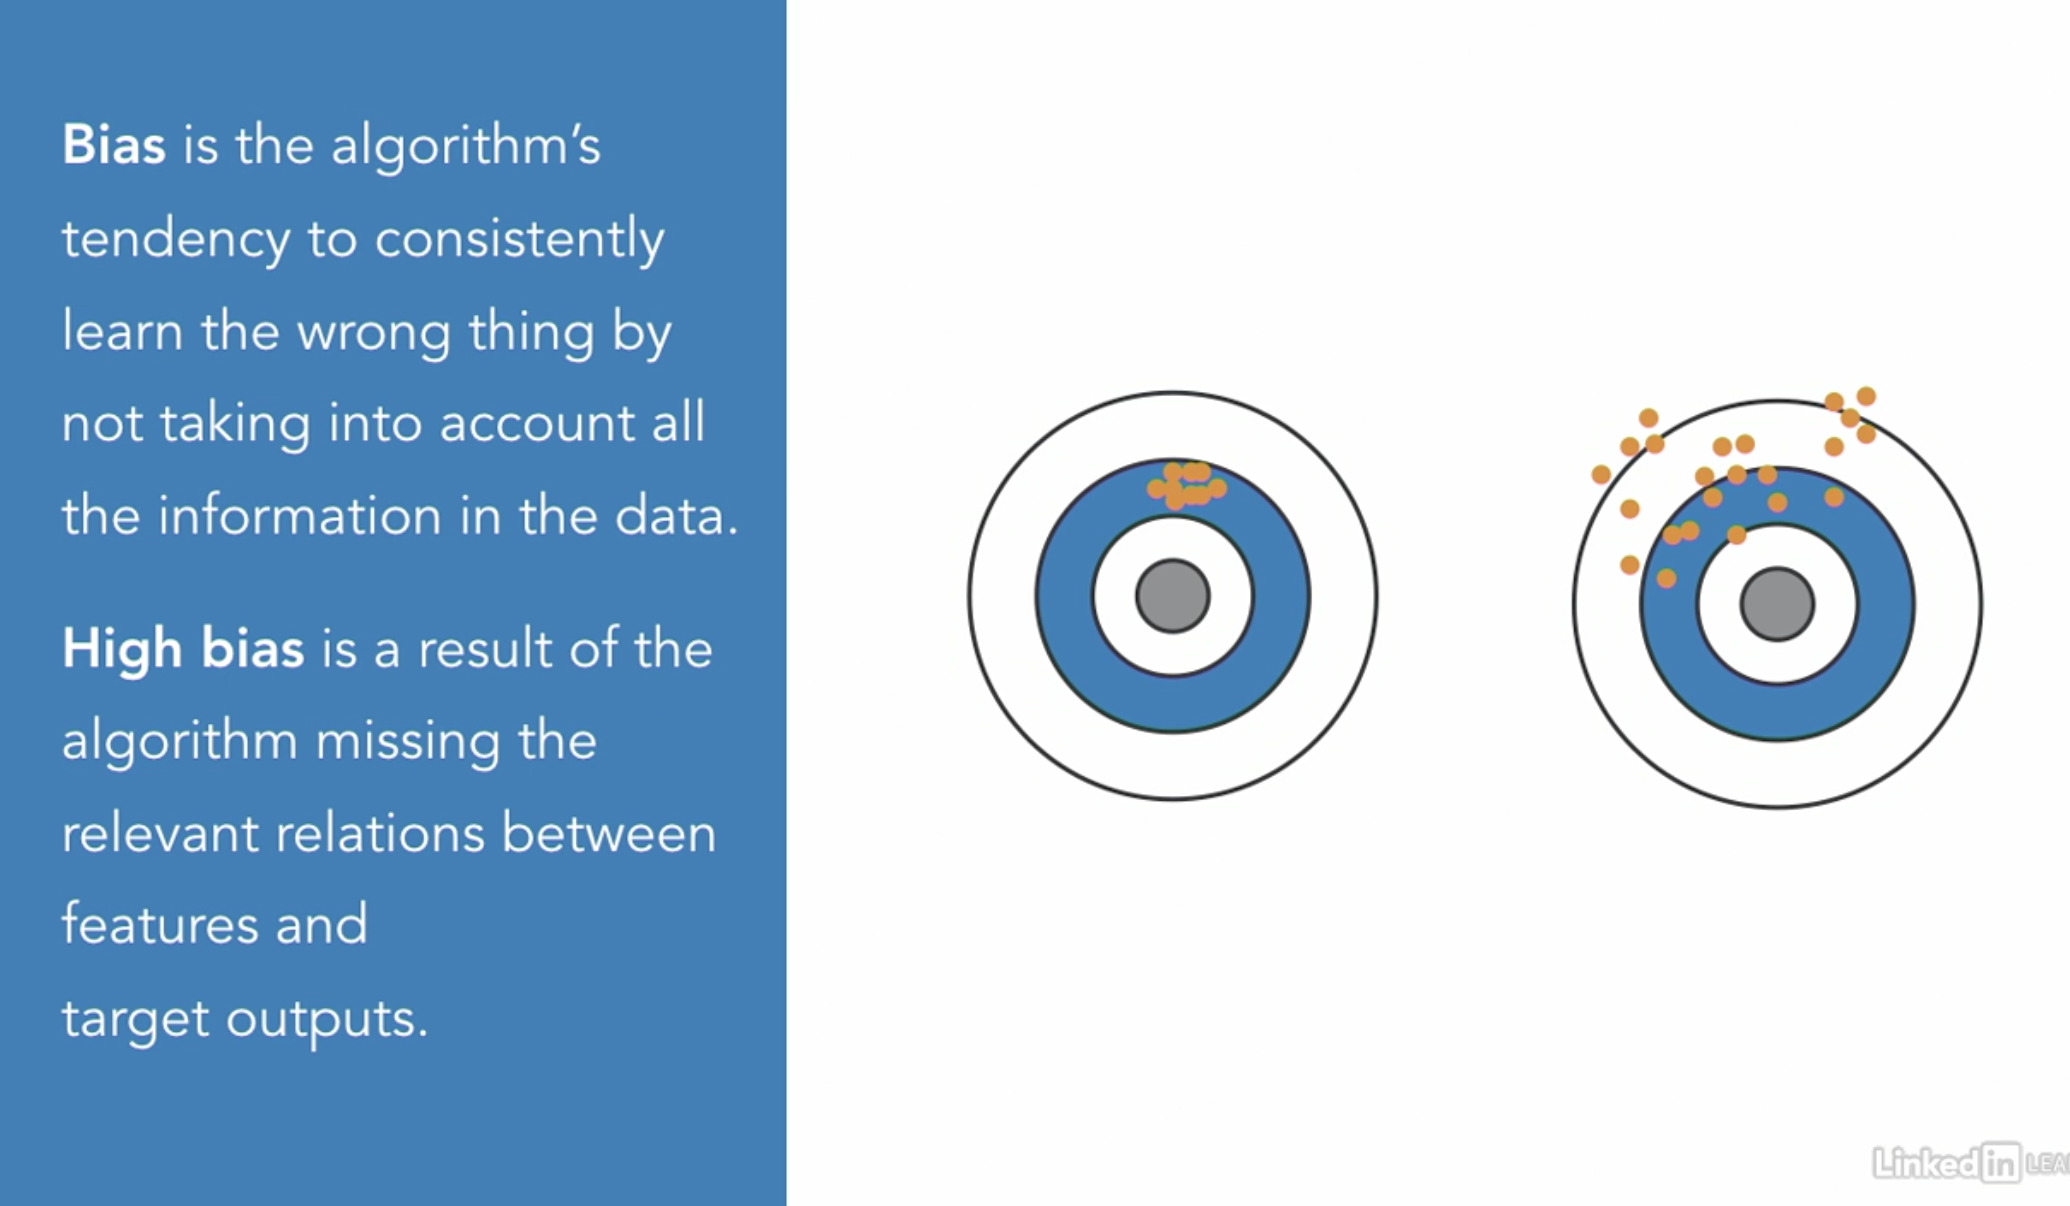 Bias is the algorithm’s
tendency to consistently
learn the wrong thing by
not taking into account all
the information in the data.
High bias is a result of the
algorithm missing the
relevant relations between
features and
target outputs.
Linked in LEA